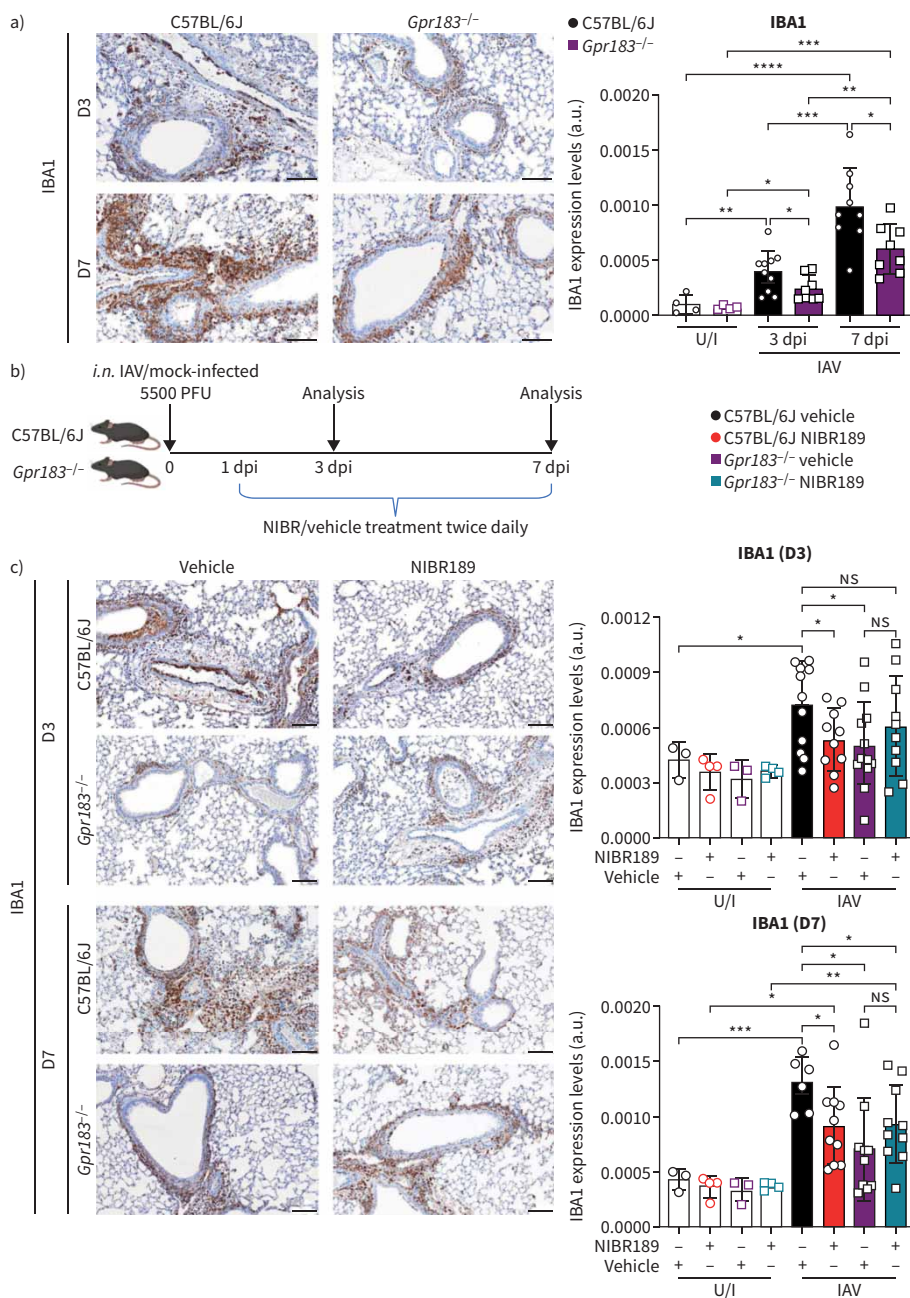 a)
C57BL/6J
Gpr183–/–
IBA1
D3
D7
C57BL/6J
Gpr183–/–
IBA1
IBA1 expression levels (a.u.)
0.0020
0.0015
0.0010
0.0005
0.0000
***
****
**
***
*
*
**
*
U/I
3 dpi
7 dpi
IAV
b)
i.n. IAV/mock-infected
5500 PFU
Analysis
Analysis
C57BL/6J
Gpr183–/–
0
1 dpi
3 dpi
7 dpi
NIBR/vehicle treatment twice daily
C57BL/6J vehicle
C57BL/6J NIBR189
Gpr183–/– vehicle
Gpr183–/– NIBR189
c)
Vehicle
NIBR189
IBA1
D3
C57BL/6J
Gpr183–/–
D7
C57BL/6J
Gpr183–/–
IBA1 (D3)
IBA1 expression levels (a.u.)
0.0012
0.0009
0.0006
0.0003
0.0000
NS
*
*
*
NS
NIBR189 – + – + – + – +
Vehicle + – + – + – + –
U/I
IAV
IBA1 (D7)
IBA1 expression levels (a.u.)
0.0020
0.0015
0.0010
0.0005
0.0000
*
*
**
*
NS
***
*
NIBR189 – + – + – + – +
Vehicle + – + – + – + –
U/I
IAV